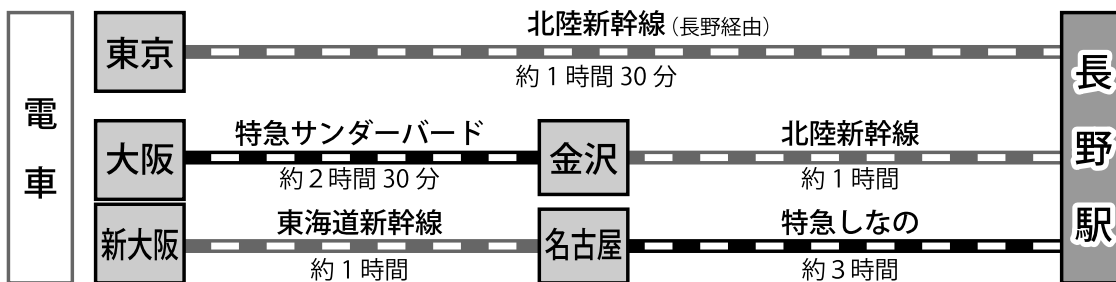 電車
東京
北陸新幹線(長野経由)
約1時間30分
大阪
特急サンダーバード
約2時間30分
金沢
北陸新幹線
約1時間
新大阪
東海道新幹線
約1時間
名古屋
特急しなの
約3時間
長野駅